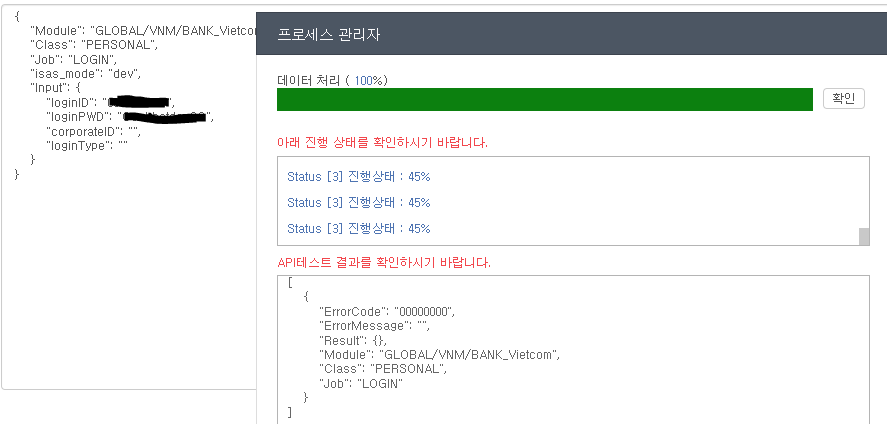 {
"Module": "GLOBAL/VNM/BANK_Vietcom
"Class": "PERSONAL",
"Job": "LOGIN",
"isas_mode": "dev",
"Input": {
"loginID": "
",
"loginPWD": "
",
"corporateID": "",
"loginType": ""
}
}
프로세스 관리자
데이터 처리 ( 100%)
확인
아래 진행 상태를 확인하시기 바랍니다.
Status [3] 진행상태 : 45%
Status [3] 진행상태 : 45%
Status [3] 진행상태 : 45%
API테스트 결과를 확인하시기 바랍니다.
[
{
"ErrorCode": "00000000",
"ErrorMessage": "",
"Result": {},
"Module": "GLOBAL/VNM/BANK_Vietcom",
"Class": "PERSONAL",
"Job": "LOGIN"
}
]